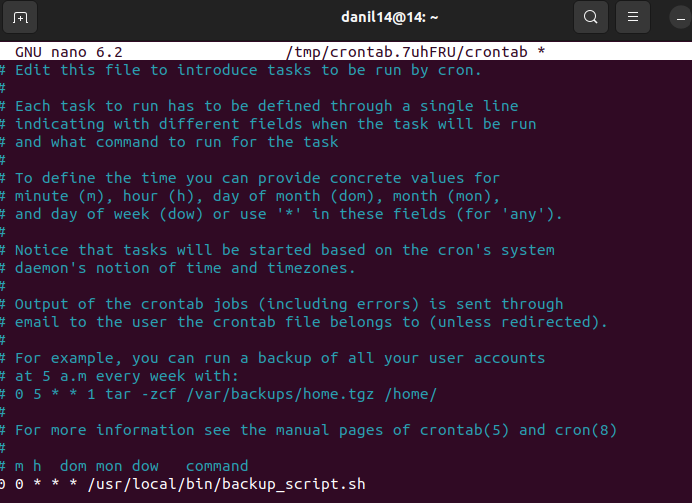 danil14@14: ~
GNU nano 6.2 /tmp/crontab.7uhFRU/crontab *
# Edit this file to introduce tasks to be run by cron.
#
# Each task to run has to be defined through a single line
# indicating with different fields when the task will be run
# and what command to run for the task
#
# To define the time you can provide concrete values for
# minute (m), hour (h), day of month (dom), month (mon),
# and day of week (dow) or use '*' in these fields (for 'any').
#
# Notice that tasks will be started based on the cron's system
# daemon's notion of time and timezones.
#
# Output of the crontab jobs (including errors) is sent through
# email to the user the crontab file belongs to (unless redirected).
#
# For example, you can run a backup of all your user accounts
# at 5 a.m every week with:
# 0 5 * * 1 tar -zcf /var/backups/home.tgz /home/
#
# For more information see the manual pages of crontab(5) and cron(8)
#
# m h  dom mon dow   command
0 0 * * * /usr/local/bin/backup_script.sh